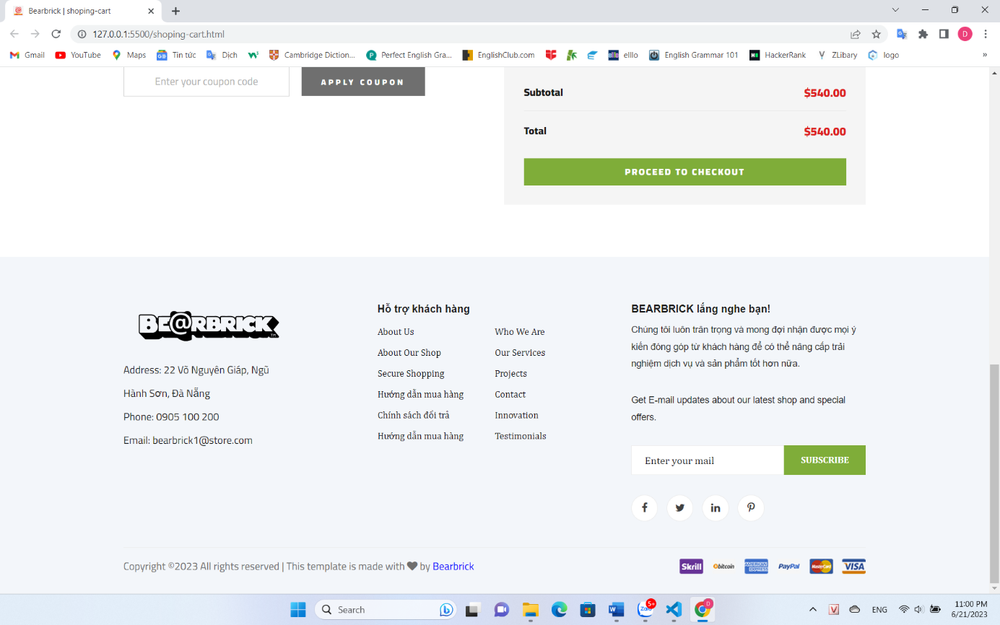 Bearbrick | shoping-cart
127.0.0.1:5500/shoping-cart.html
D
Gmail
YouTube
Maps
Tin tức
Dịch
Cambridge Diction...
Perfect English Gra...
EnglishClub.com
elllo
English Grammar 101
HackerRank
ZLibary
logo
»
Enter your coupon code
APPLY COUPON
Subtotal $540.00
Total $540.00
PROCEED TO CHECKOUT
BE@RBRICK TM
Address: 22 Võ Nguyên Giáp, Ngũ
Hành Sơn, Đà Nẵng
Phone: 0905 100 200
Email: bearbrick1@store.com
Hỗ trợ khách hàng
About Us
About Our Shop
Secure Shopping
Hướng dẫn mua hàng
Chính sách đổi trả
Hướng dẫn mua hàng
Who We Are
Our Services
Projects
Contact
Innovation
Testimonials
BEARBRICK lắng nghe bạn!
Chúng tôi luôn trân trọng và mong đợi nhận được mọi ý
kiến đóng góp từ khách hàng để có thể nâng cấp trải
nghiệm dịch vụ và sản phẩm tốt hơn nữa.
Get E-mail updates about our latest shop and special
offers.
Enter your mail
SUBSCRIBE
Copyright ©2023 All rights reserved | This template is made with ♥ by Bearbrick
Skrill
bitcoin
AMERICAN EXPRESS
PayPal
MasterCard
VISA
Search
Zalo
5+
D
ENG
11:00 PM
6/21/2023